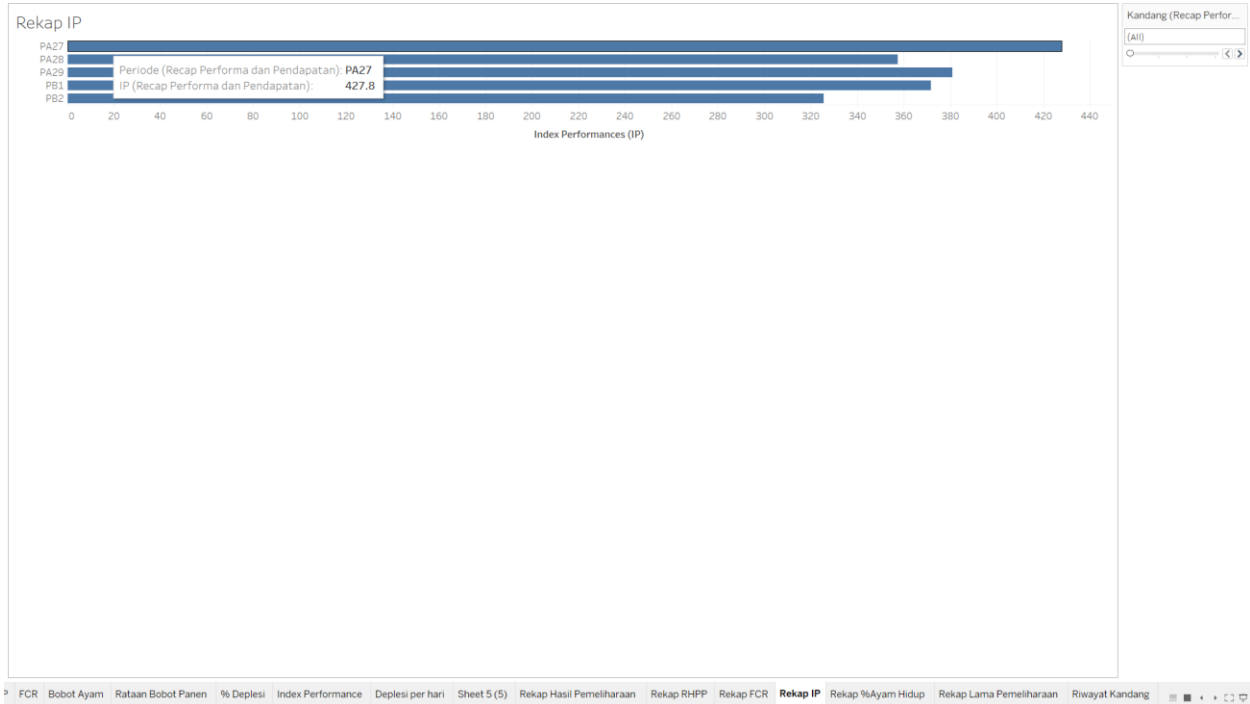 Rekap IP
Kandang (Recap Perfor...
(All)
PA27
PA28
PA29
PB1
PB2
Periode (Recap Performa dan Pendapatan): PA27
IP (Recap Performa dan Pendapatan): 427.8
0 20 40 60 80 100 120 140 160 180 200 220 240 260 280 300 320 340 360 380 400 420 440
Index Performances (IP)
FCR Bobot Ayam Rataan Bobot Panen % Deplesi Index Performance Deplesi per hari Sheet 5 (5) Rekap Hasil Pemeliharaan Rekap RHPP Rekap FCR Rekap IP Rekap %Ayam Hidup Rekap Lama Pemeliharaan Riwayat Kandang